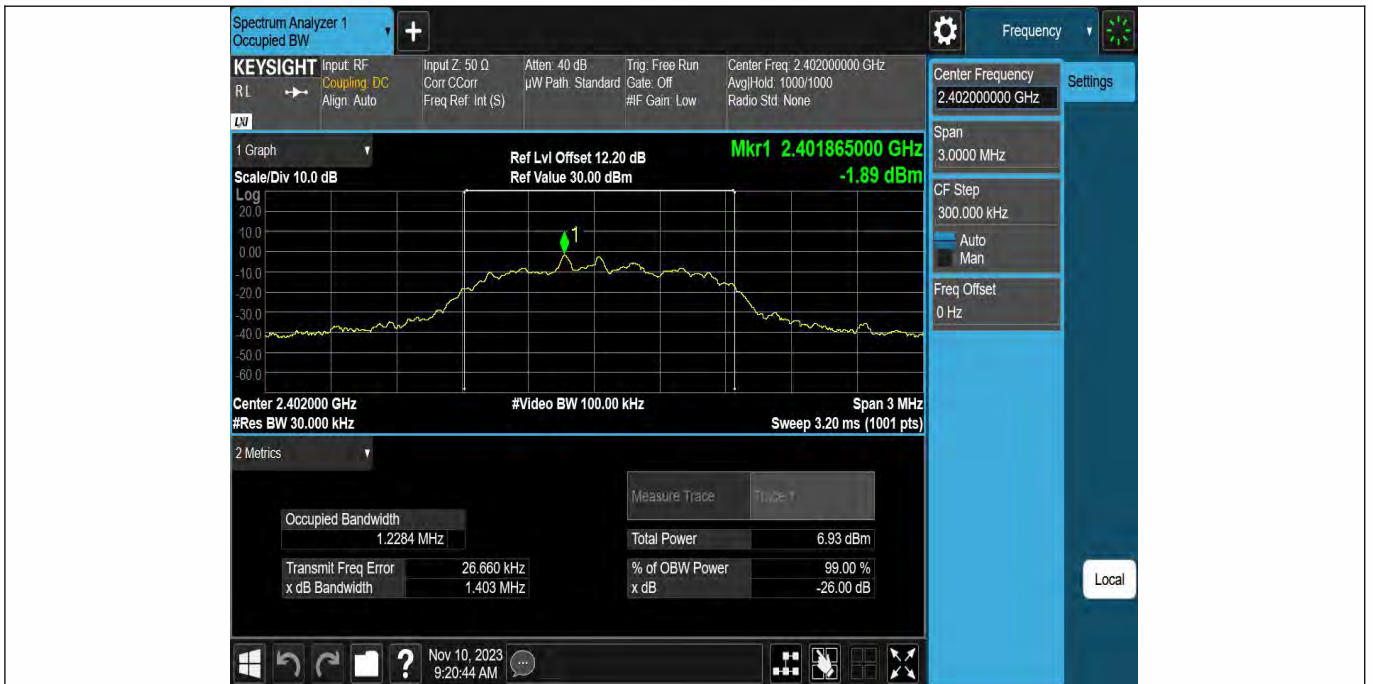 Spectrum Analyzer 1
Occupied BW
+
Frequency
KEYSIGHT
RL
LXI
Input: RF
Coupling: DC
Align: Auto
Input Z: 50 Ω
Corr CCorr
Freq Ref: Int (S)
Atten: 40 dB
µW Path: Standard
Trig: Free Run
Gate: Off
#IF Gain: Low
Center Freq: 2.402000000 GHz
Avg|Hold: 1000/1000
Radio Std: None
Center Frequency
2.402000000 GHz
Settings
Span
3.0000 MHz
CF Step
300.000 kHz
Auto
Man
Freq Offset
0 Hz
Local
1 Graph
Scale/Div 10.0 dB
Ref Lvl Offset 12.20 dB
Ref Value 30.00 dBm
Mkr1 2.401865000 GHz
-1.89 dBm
Log
20.0
10.0
0.00
-10.0
-20.0
-30.0
-40.0
-50.0
-60.0
1
Center 2.402000 GHz
#Video BW 100.00 kHz
Span 3 MHz
#Res BW 30.000 kHz
Sweep 3.20 ms (1001 pts)
2 Metrics
Measure Trace
Trace 1
Occupied Bandwidth
1.2284 MHz
Total Power 6.93 dBm
Transmit Freq Error 26.660 kHz
% of OBW Power 99.00 %
x dB Bandwidth 1.403 MHz
x dB -26.00 dB
?
Nov 10, 2023
9:20:44 AM